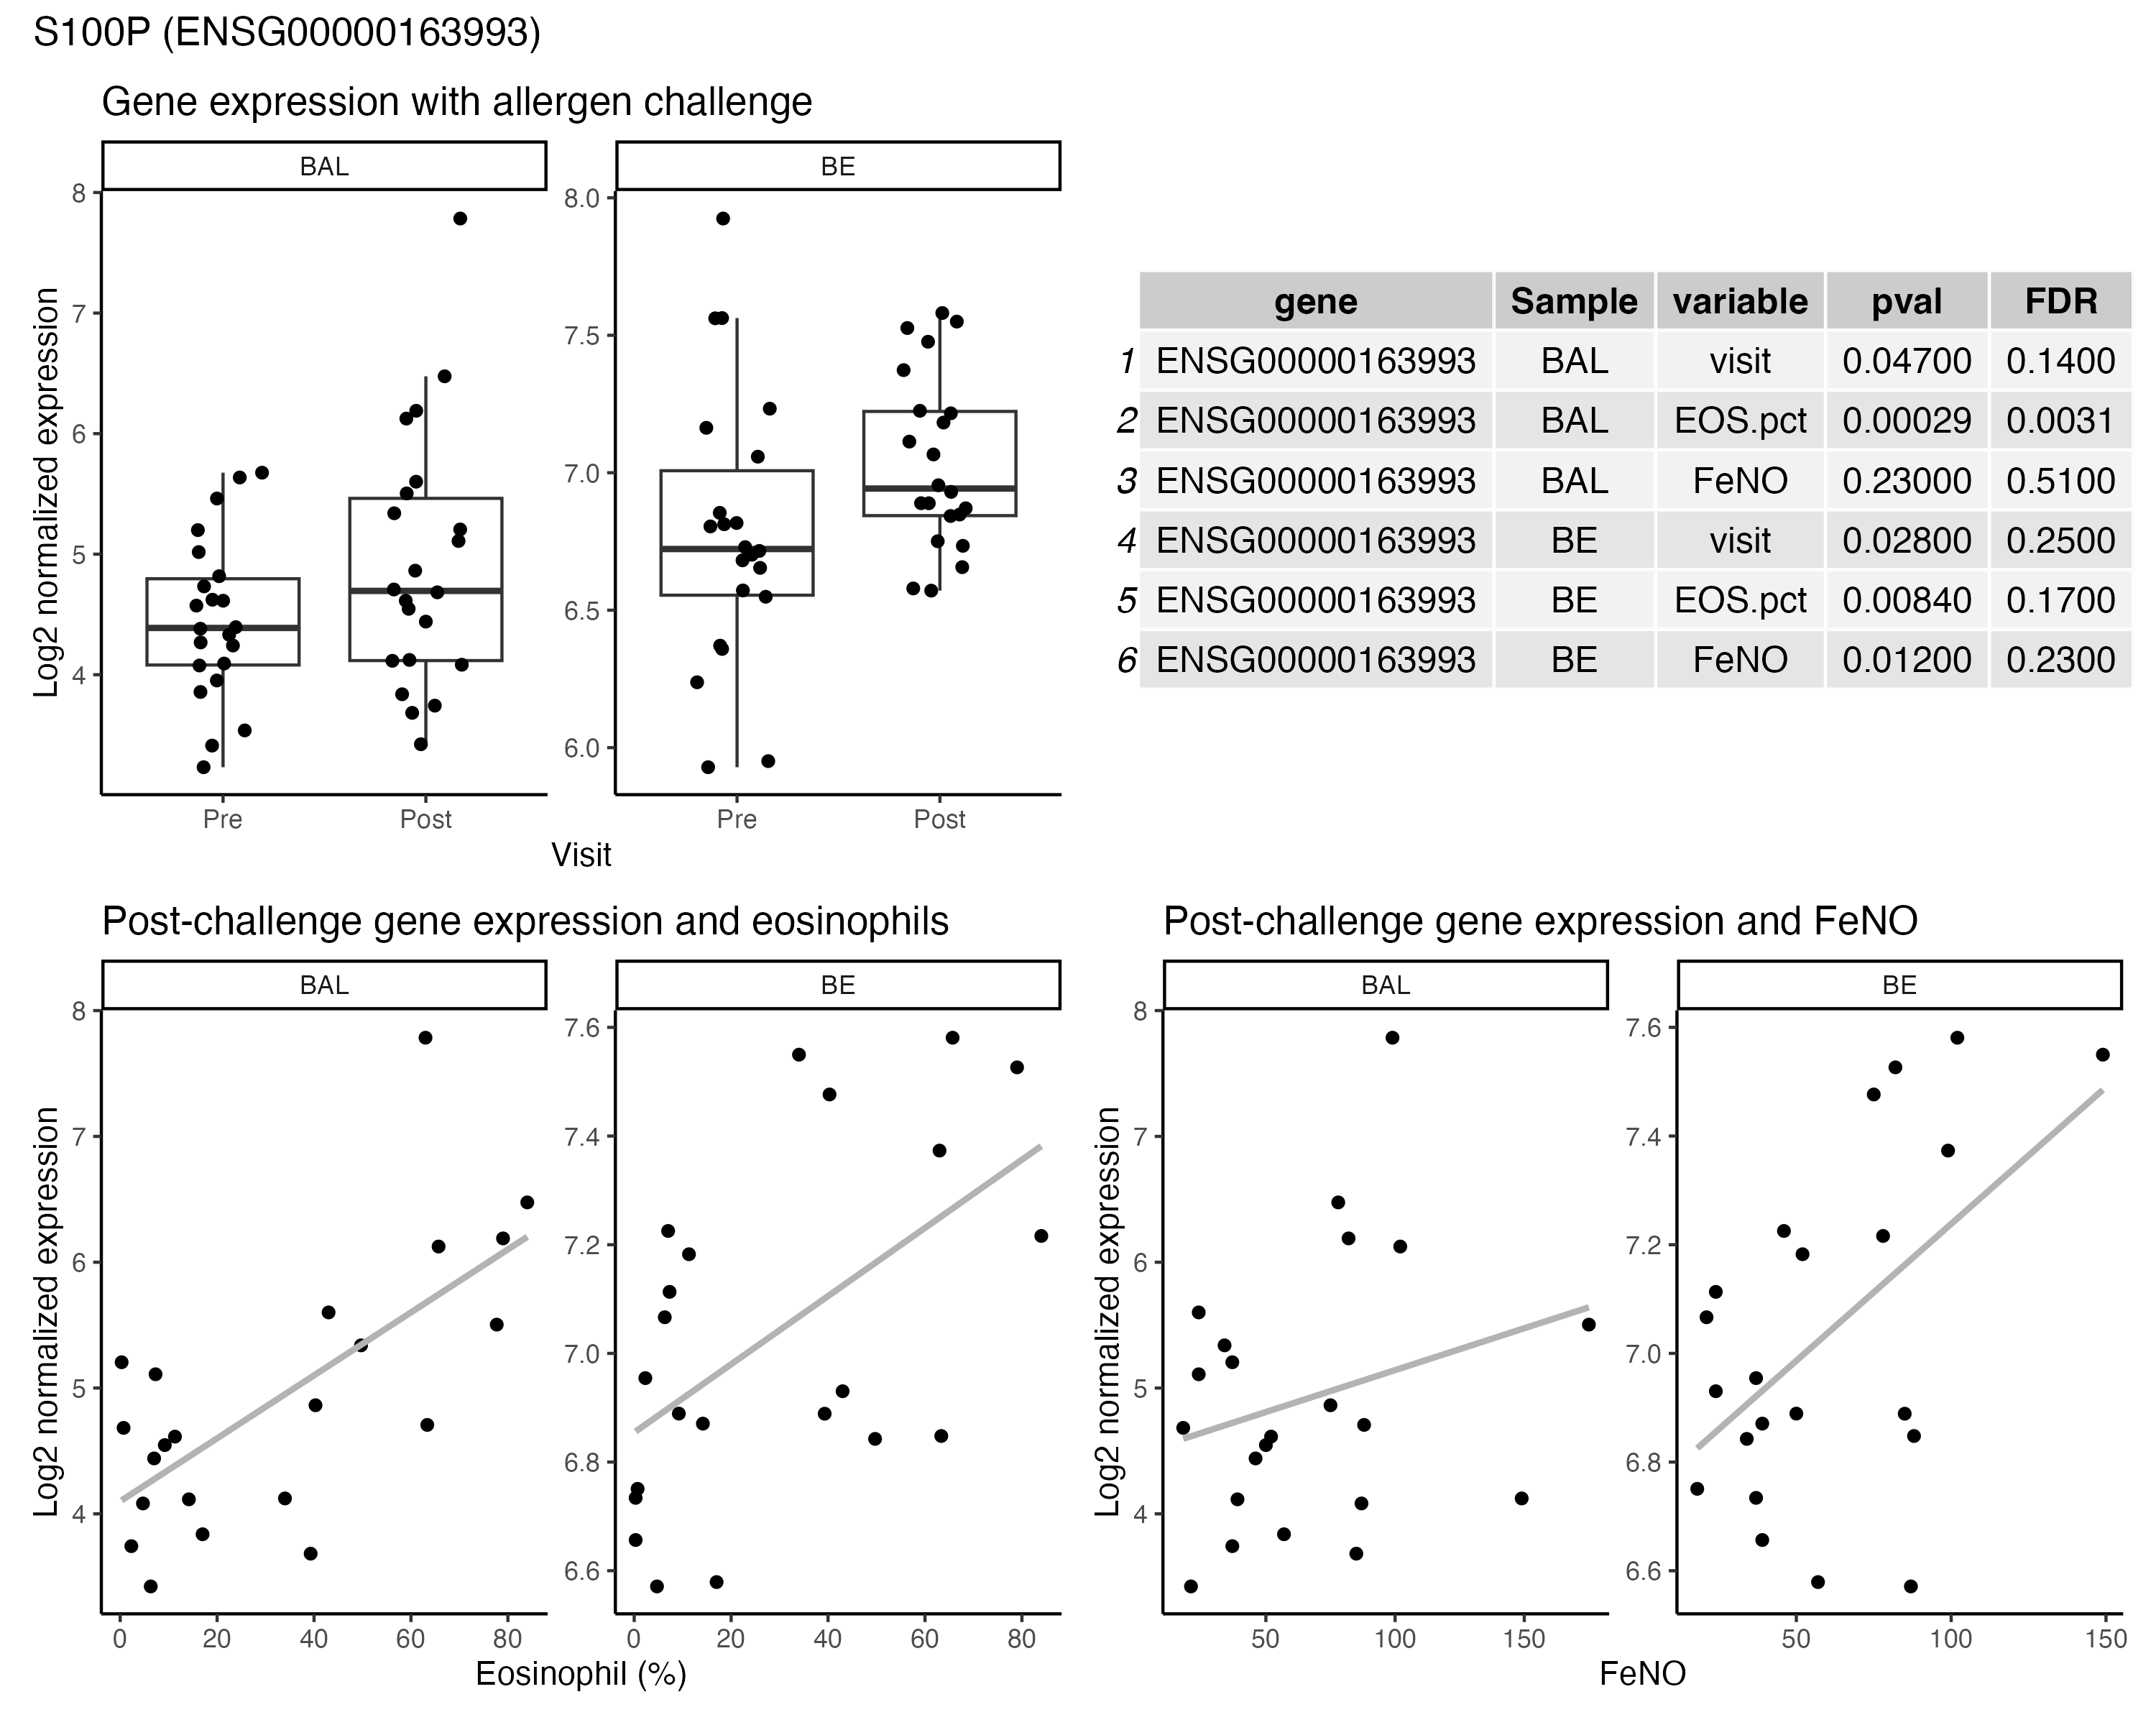 S100P (ENSG00000163993)
Gene expression with allergen challenge
BAL
BE
Log2 normalized expression
8
7
6
5
4
8.0
7.5
7.0
6.5
6.0
Pre
Post
Pre
Post
Visit
gene Sample variable pval FDR
1 ENSG00000163993 BAL visit 0.04700 0.1400
2 ENSG00000163993 BAL EOS.pct 0.00029 0.0031
3 ENSG00000163993 BAL FeNO 0.23000 0.5100
4 ENSG00000163993 BE visit 0.02800 0.2500
5 ENSG00000163993 BE EOS.pct 0.00840 0.1700
6 ENSG00000163993 BE FeNO 0.01200 0.2300
Post-challenge gene expression and eosinophils
BAL
BE
Log2 normalized expression
8
7
6
5
4
7.6
7.4
7.2
7.0
6.8
6.6
0 20 40 60 80
0 20 40 60 80
Eosinophil (%)
Post-challenge gene expression and FeNO
BAL
BE
Log2 normalized expression
8
7
6
5
4
7.6
7.4
7.2
7.0
6.8
6.6
50 100 150
50 100 150
FeNO